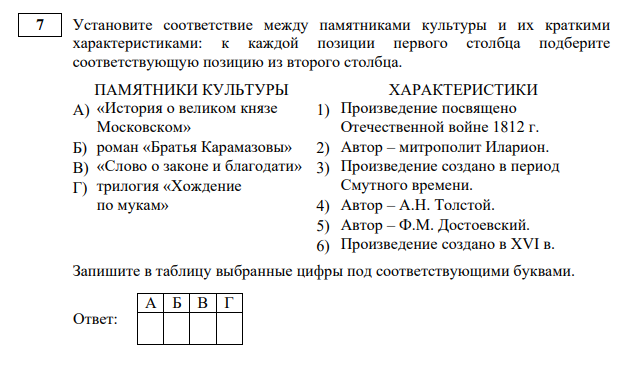 7 Установите соответствие между памятниками культуры и их краткими
характеристиками: к каждой позиции первого столбца подберите
соответствующую позицию из второго столбца.
ПАМЯТНИКИ КУЛЬТУРЫ
А) «История о великом князе
Московском»
Б) роман «Братья Карамазовы»
В) «Слово о законе и благодати»
Г) трилогия «Хождение
по мукам»
ХАРАКТЕРИСТИКИ
1) Произведение посвящено
Отечественной войне 1812 г.
2) Автор – митрополит Иларион.
3) Произведение создано в период
Смутного времени.
4) Автор – А.Н. Толстой.
5) Автор – Ф.М. Достоевский.
6) Произведение создано в XVI в.
Запишите в таблицу выбранные цифры под соответствующими буквами.
А Б В Г
Ответ: